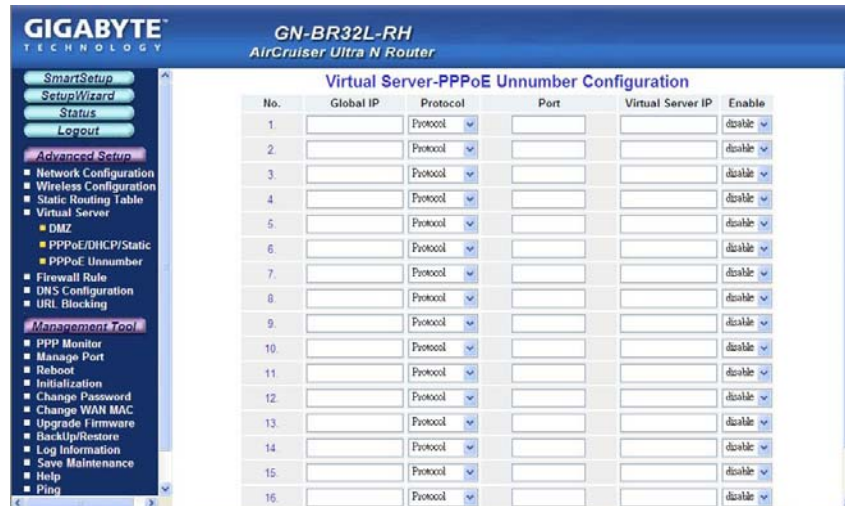 GIGABYTE™
TECHNOLOGY
GN-BR32L-RH
AirCruiser Ultra N Router
SmartSetup
SetupWizard
Status
Logout
Advanced Setup
Network Configuration
Wireless Configuration
Static Routing Table
Virtual Server
DMZ
PPPoE/DHCP/Static
PPPoE Unnumber
Firewall Rule
DNS Configuration
URL Blocking
Management Tool
PPP Monitor
Manage Port
Reboot
Initialization
Change Password
Change WAN MAC
Upgrade Firmware
BackUp/Restore
Log Information
Save Maintenance
Help
Ping
Virtual Server-PPPoE Unnumber Configuration
No. Global IP Protocol Port Virtual Server IP Enable
1. Protocol disable
2. Protocol disable
3. Protocol disable
4. Protocol disable
5. Protocol disable
6. Protocol disable
7. Protocol disable
8. Protocol disable
9. Protocol disable
10. Protocol disable
11. Protocol disable
12. Protocol disable
13. Protocol disable
14. Protocol disable
15. Protocol disable
16. Protocol disable